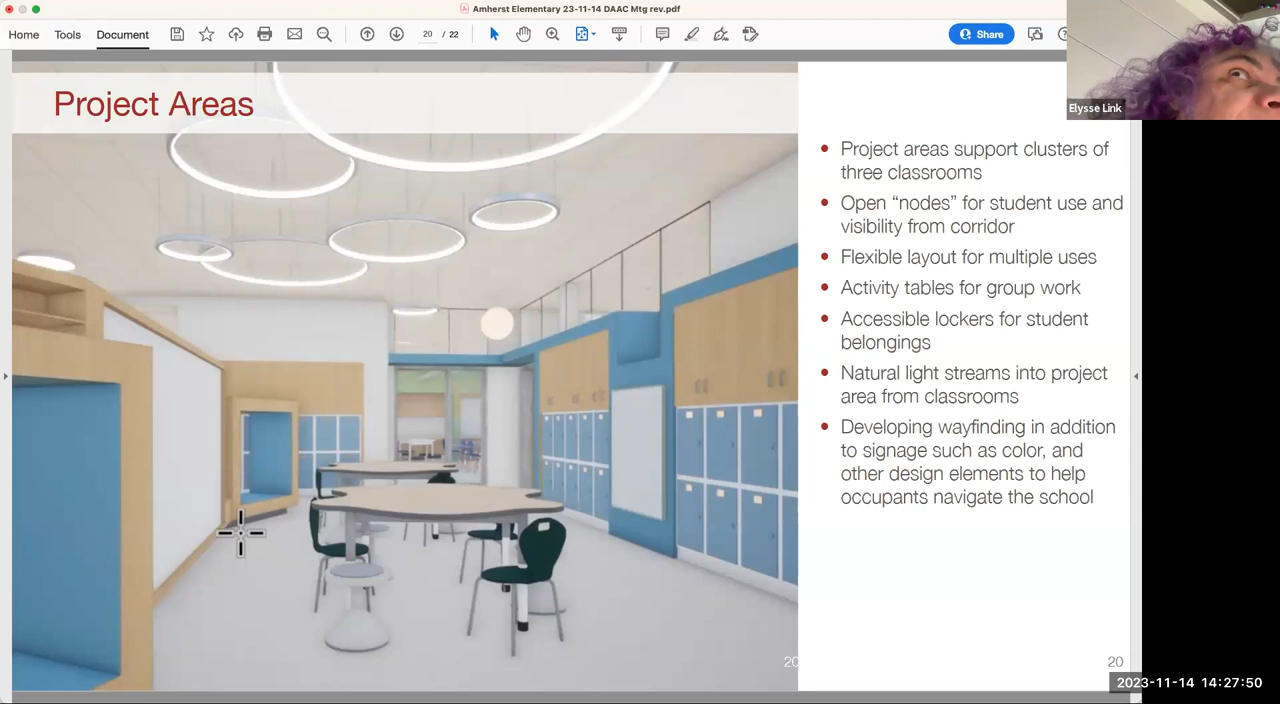 Amherst Elementary 23-11-14 DAAC Mtg rev.pdf
Home Tools Document 20 / 22 Share
Elysse Link
Project Areas
• Project areas support clusters of
three classrooms
• Open “nodes” for student use and
visibility from corridor
• Flexible layout for multiple uses
• Activity tables for group work
• Accessible lockers for student
belongings
• Natural light streams into project
area from classrooms
• Developing wayfinding in addition
to signage such as color, and
other design elements to help
occupants navigate the school
20 20
2023-11-14 14:27:50